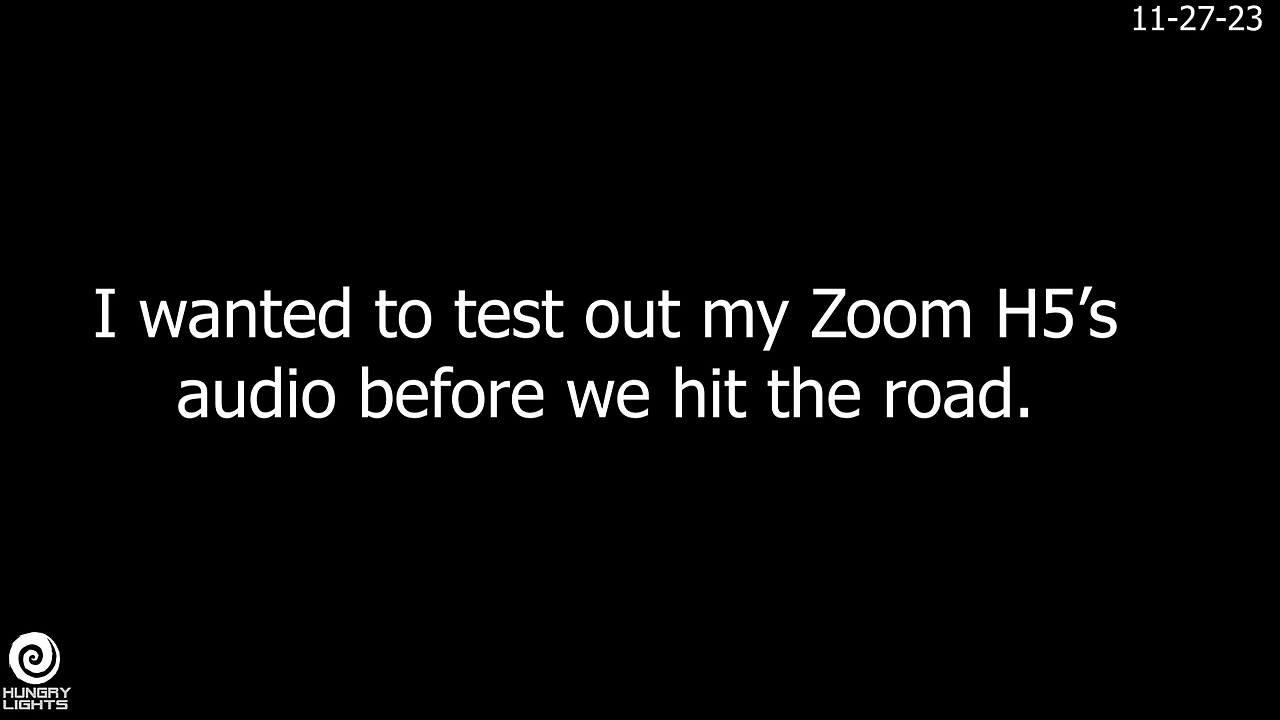 11-27-23
I wanted to test out my Zoom H5’s
audio before we hit the road.
HUNGRY
LIGHTS